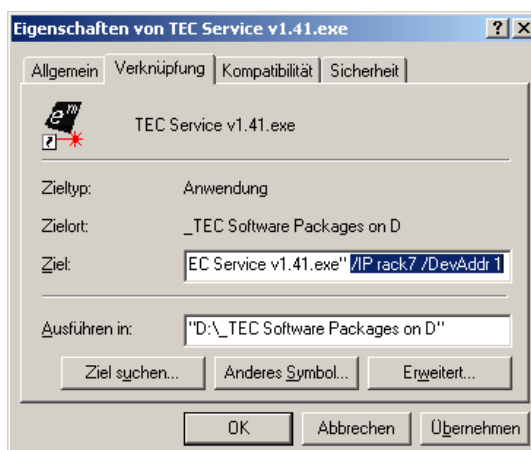 Eigenschaften von TEC Service v1.41.exe
Allgemein Verknüpfung Kompatibilität Sicherheit
em
TEC Service v1.41.exe
Zieltyp: Anwendung
Zielort: _TEC Software Packages on D
Ziel: EC Service v1.41.exe" /IP rack7 /DevAddr 1
Ausführen in: "D:\_TEC Software Packages on D"
Ziel suchen... Anderes Symbol... Erweitert...
OK Abbrechen Übernehmen